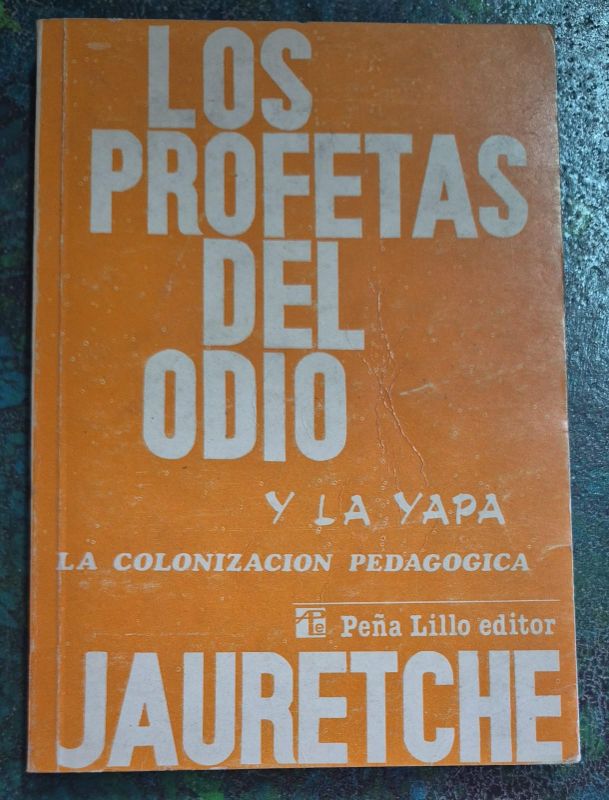 LOS
PROFETAS
DEL
ODIO
Y LA YAPA
LA COLONIZACION PEDAGOGICA
Peña Lillo editor
JAURETCHE